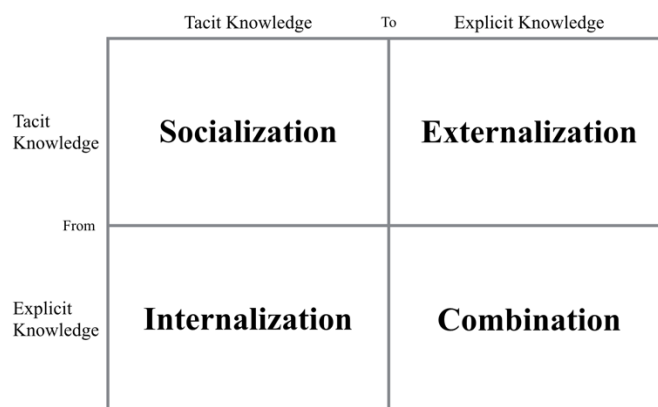 Tacit Knowledge To Explicit Knowledge
Tacit
Knowledge
Socialization Externalization
From
Explicit
Knowledge
Internalization Combination